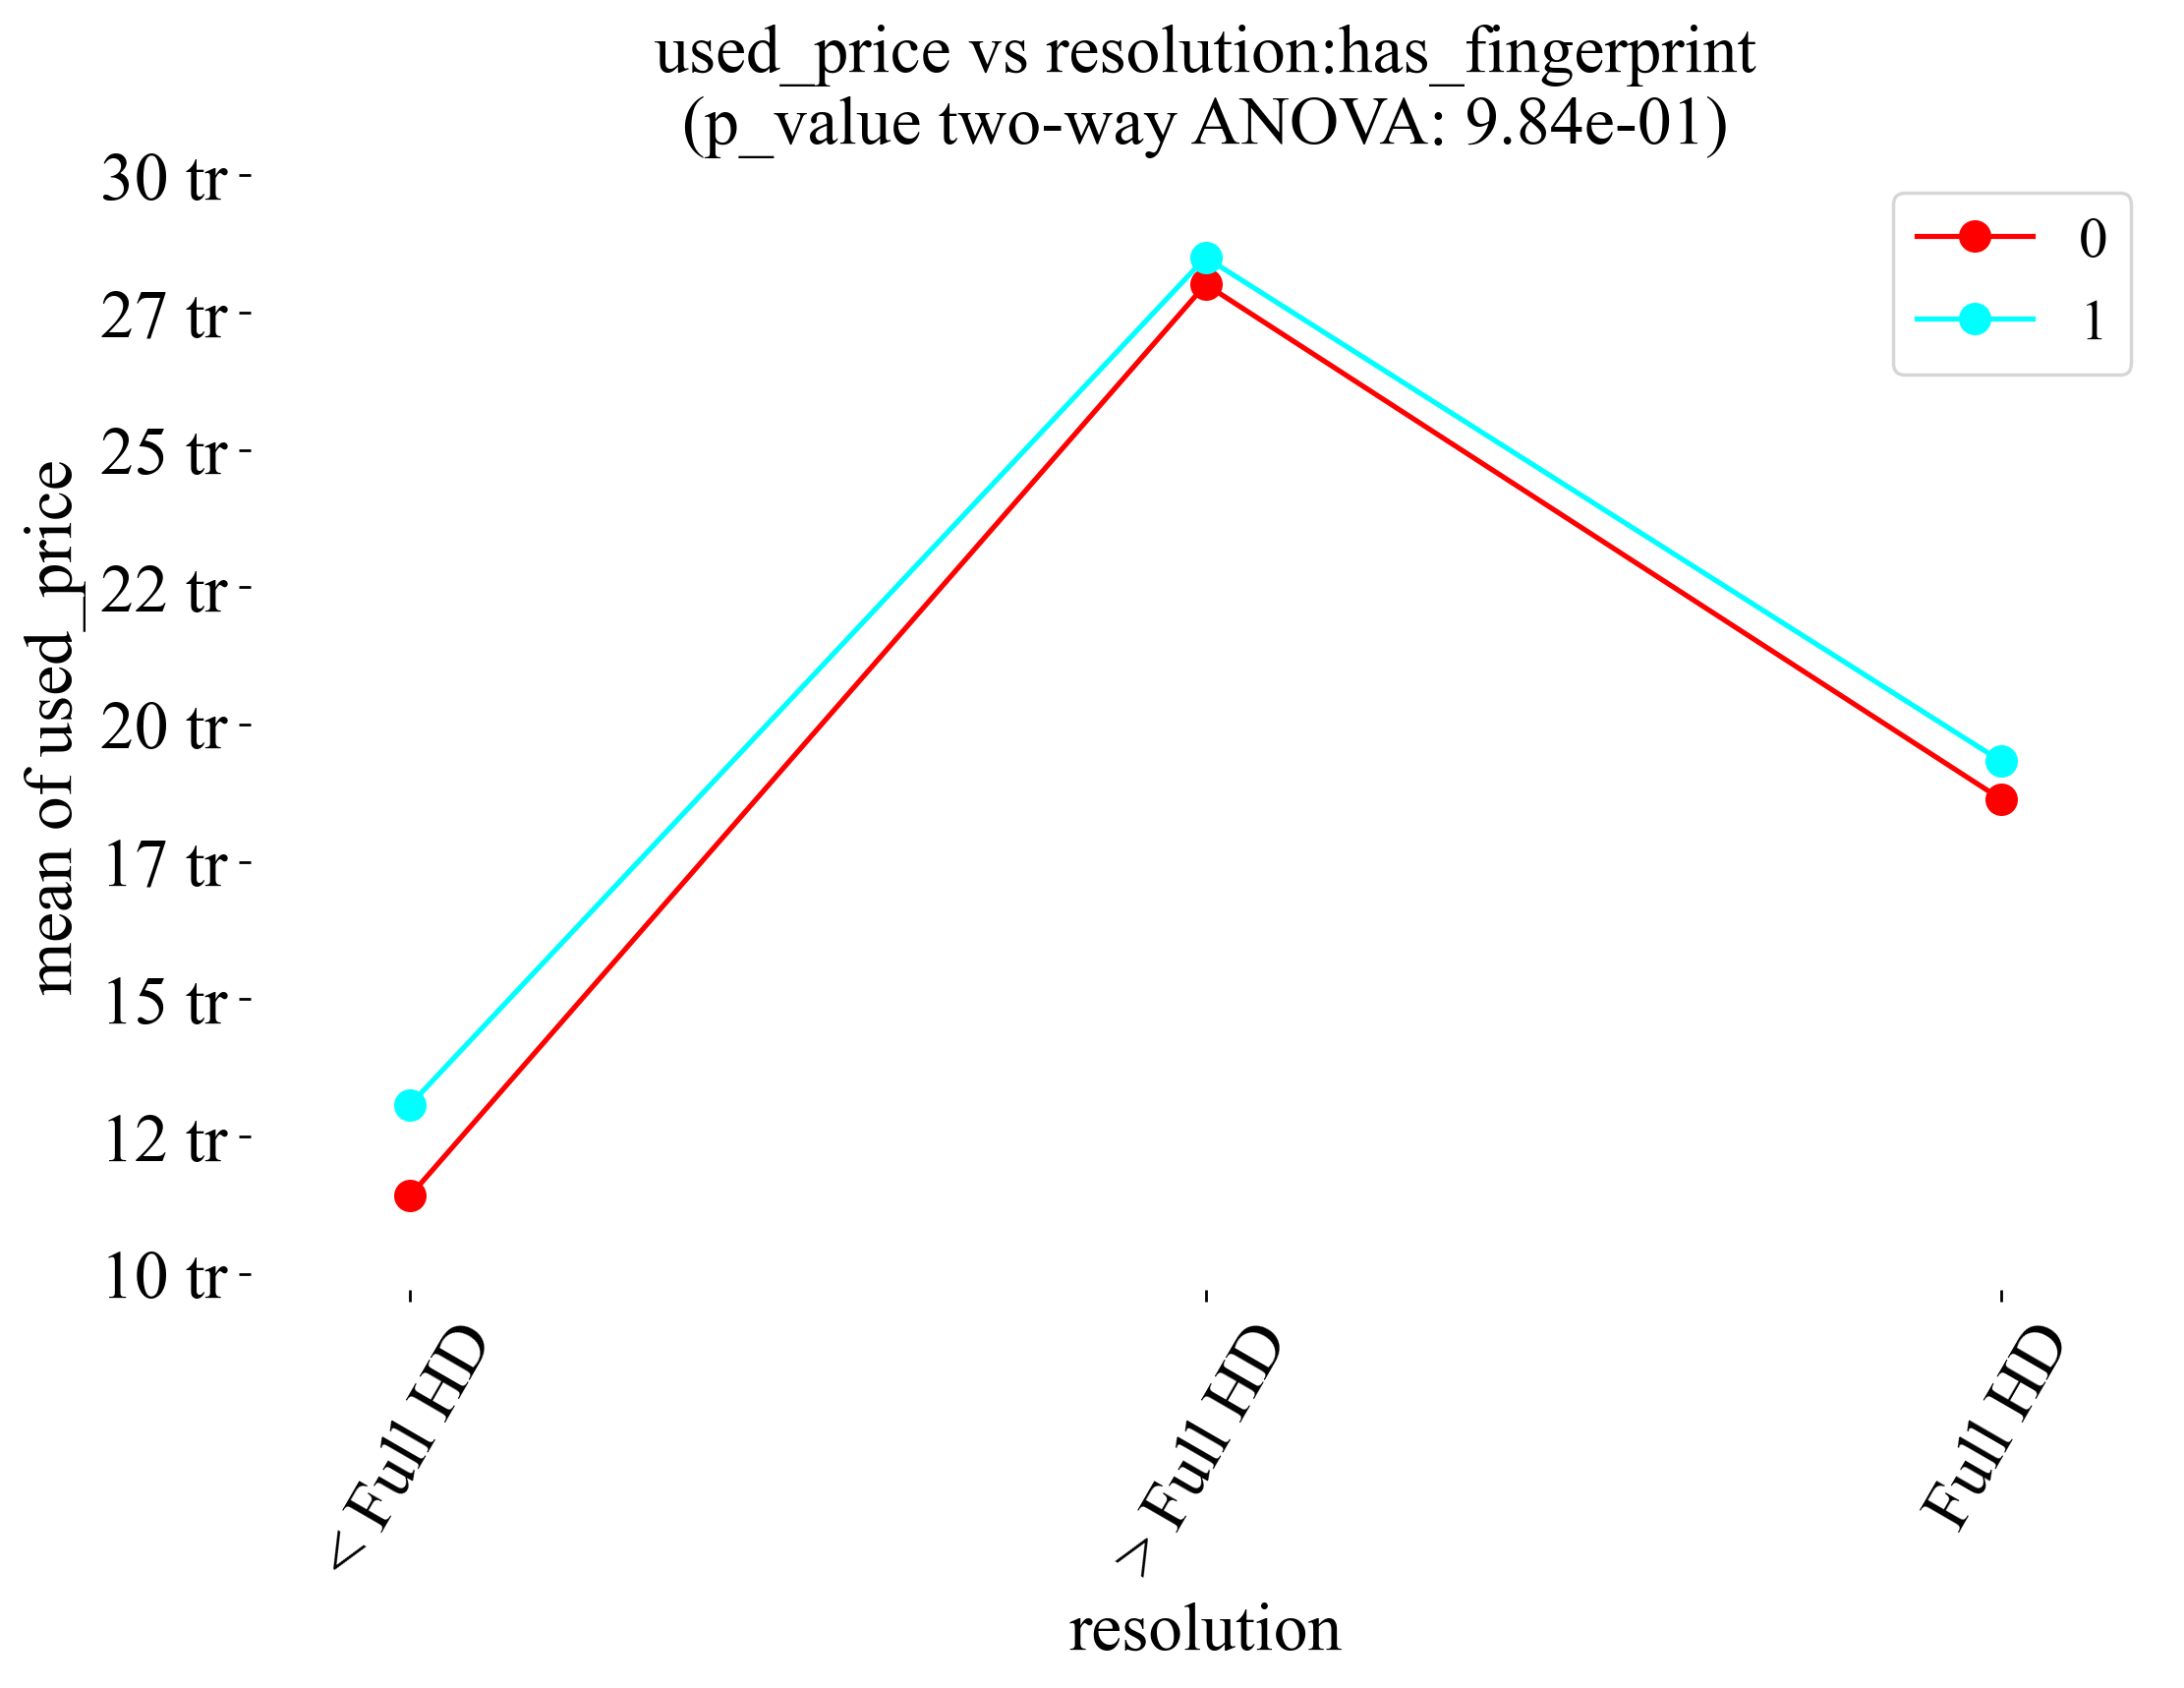 used_price vs resolution:has_fingerprint
(p_value two-way ANOVA: 9.84e-01)
0
1
mean of used_price
30 tr
27 tr
25 tr
22 tr
20 tr
17 tr
15 tr
12 tr
10 tr
< Full HD
> Full HD
Full HD
resolution